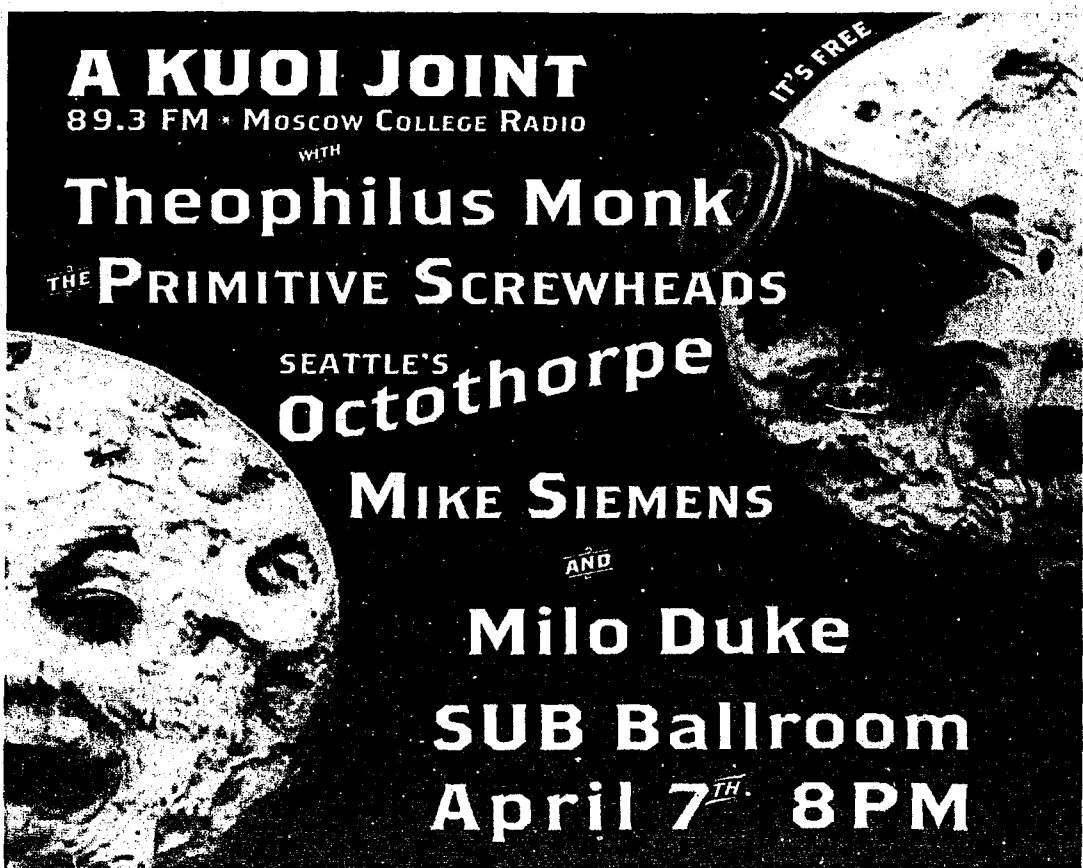 A KUOI JOINT
89.3 FM * MOSCOW COLLEGE RADIO
WITH
Theophilus Monk
THE PRIMITIVE SCREWHEADS
SEATTLE'S
Octothorpe
MIKE SIEMENS
AND
Milo Duke
SUB Ballroom
April 7TH. 8PM
IT'S FREE